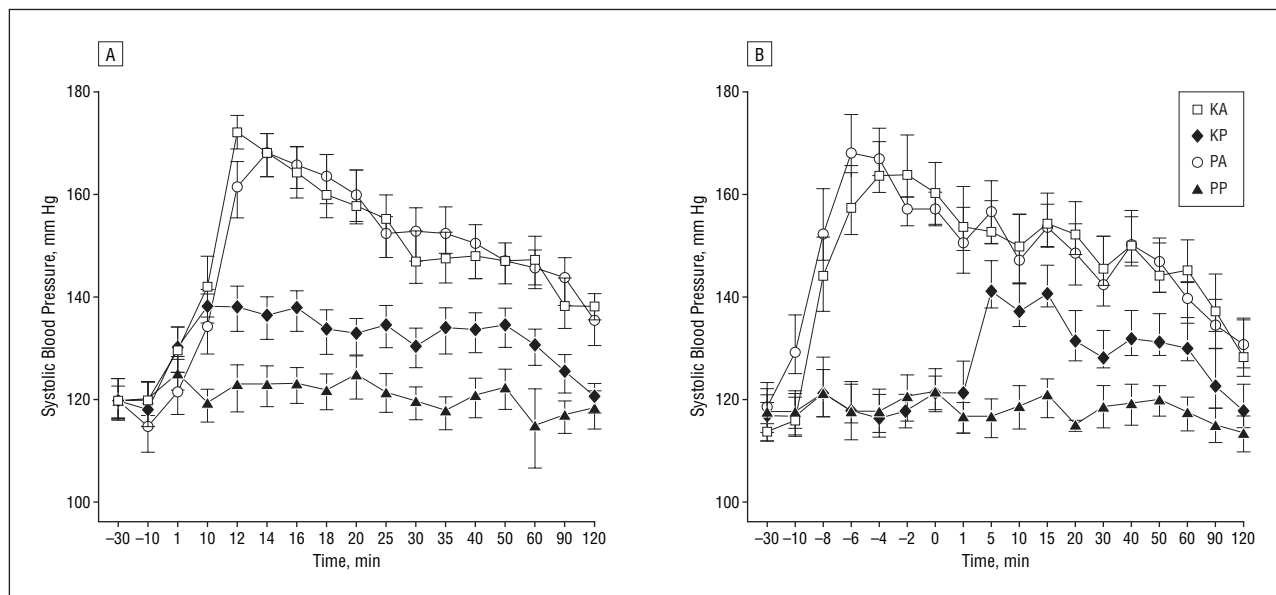 A
180
160
140
120
100
Systolic Blood Pressure, mm Hg
–30 –10 1 10 12 14 16 18 20 25 30 35 40 50 60 90 120
Time, min
B
180
160
140
120
100
Systolic Blood Pressure, mm Hg
–30 –10 –8 –6 –4 –2 0 1 5 10 15 20 30 40 50 60 90 120
Time, min
KA
KP
PA
PP